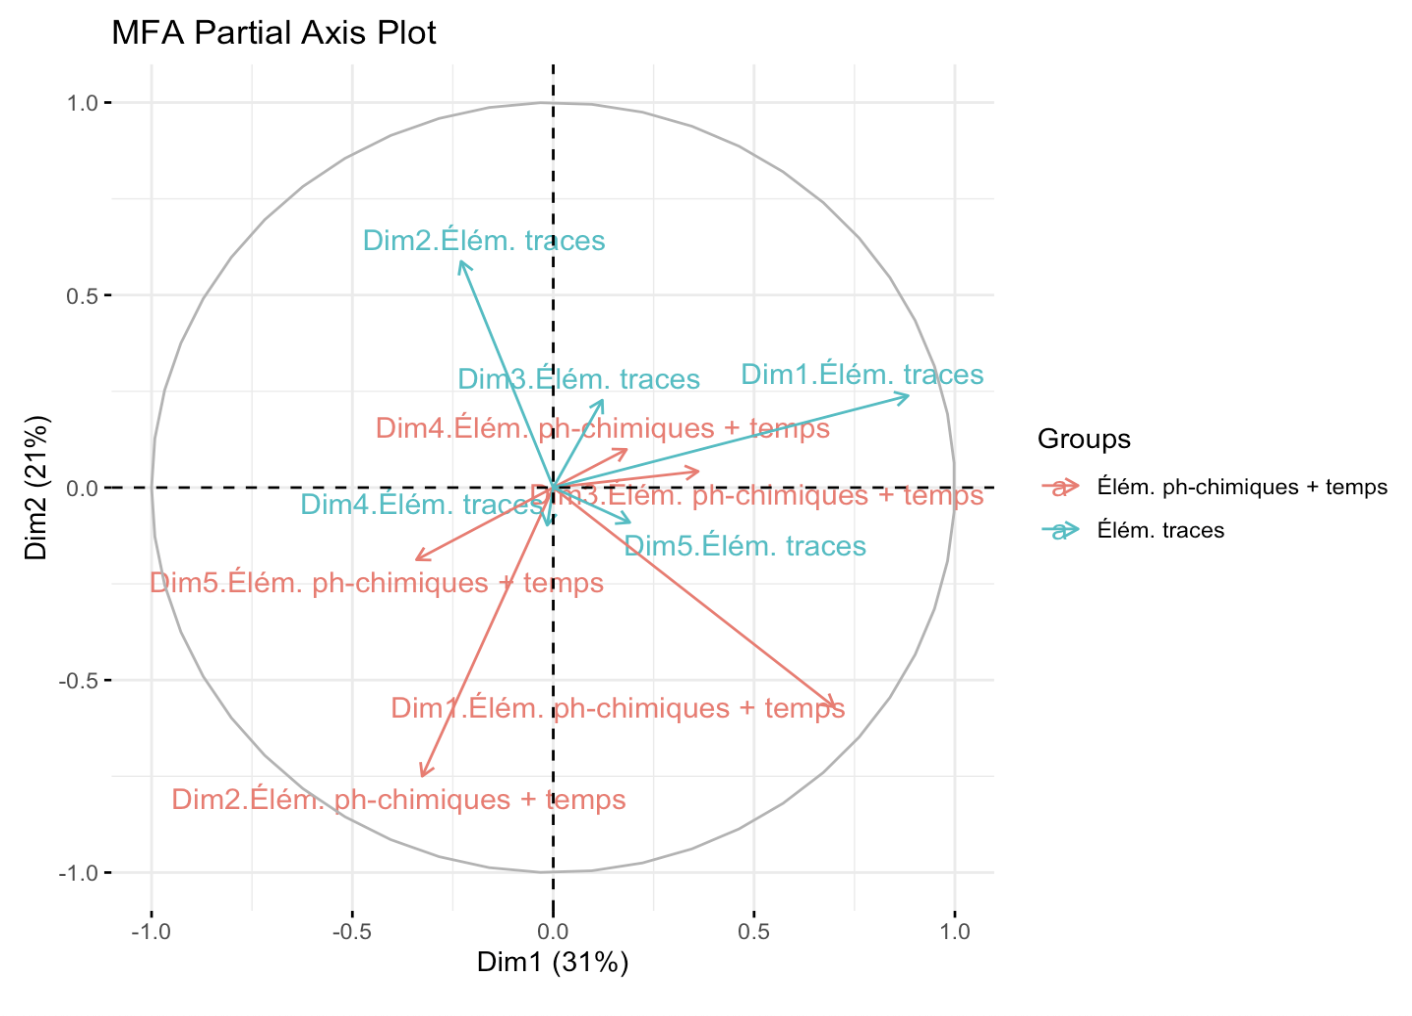 MFA Partial Axis Plot
1.0
Dim2.Élém. traces
0.5
Dim1.Élém. traces
Dim3.Élém. traces
Dim4.Élém. ph-chimiques + temps
Groups
Dim2 (21%)
0.0
Dim3.Élém. ph-chimiques + temps
Dim4.Élém. traces
a Élém. ph-chimiques + temps
a Élém. traces
Dim5.Élém. traces
Dim5.Élém. ph-chimiques + temps
-0.5
Dim1.Élém. ph-chimiques + temps
Dim2.Élém. ph-chimiques + temps
-1.0
-1.0 -0.5 0.0 0.5 1.0
Dim1 (31%)